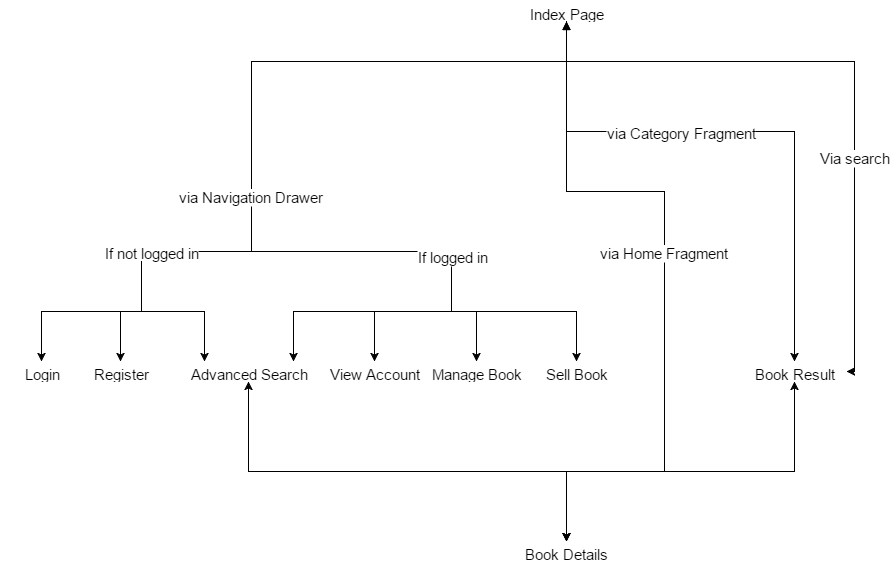 Index Page
via Category Fragment
Via search
via Navigation Drawer
If not logged in
If logged in
via Home Fragment
Login
Register
Advanced Search
View Account
Manage Book
Sell Book
Book Result
Book Details